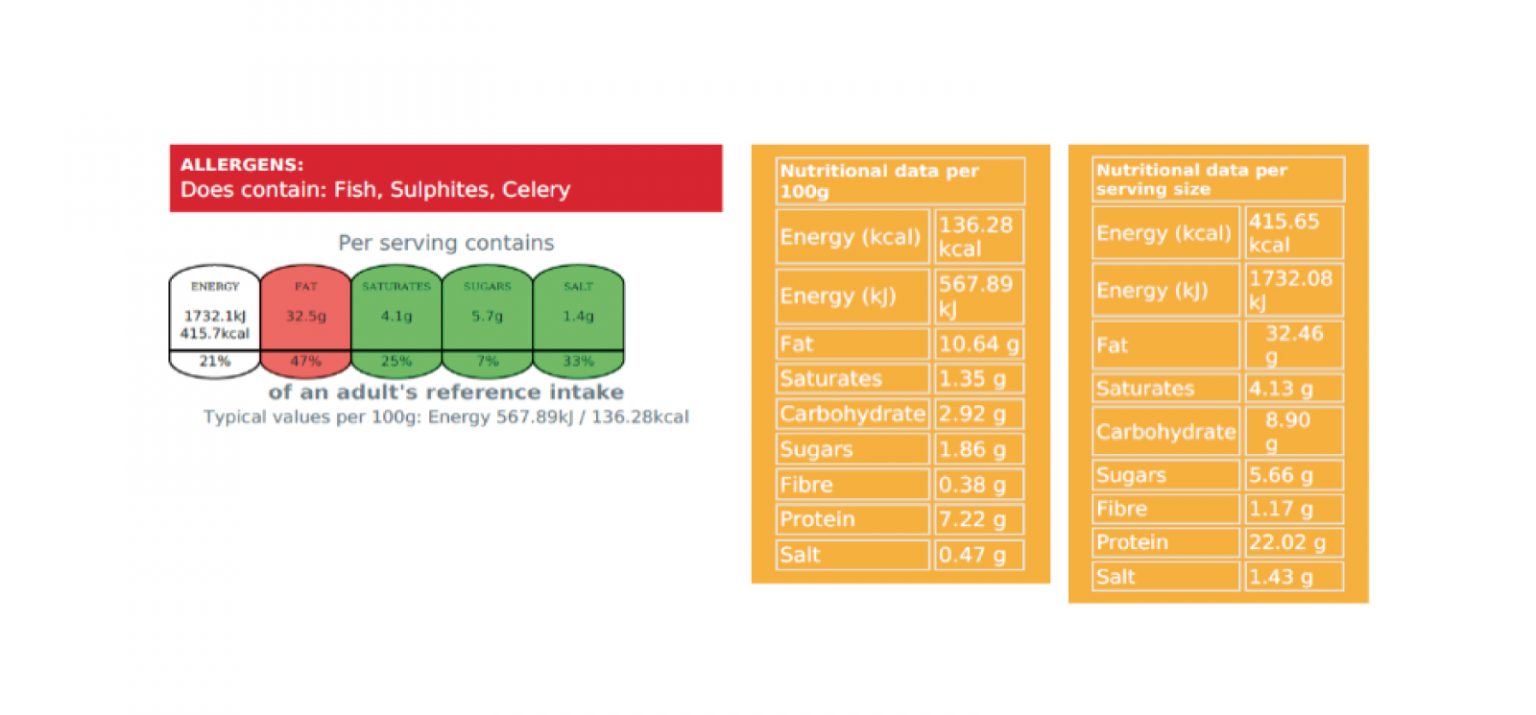 ALLERGENS:
Does contain: Fish, Sulphites, Celery
Per serving contains
ENERGY FAT SATURATES SUGARS SALT
1732.1kJ 32.5g 4.1g 5.7g 1.4g
415.7kcal
21% 47% 25% 7% 33%
of an adult's reference intake
Typical values per 100g: Energy 567.89kJ / 136.28kcal
Nutritional data per
100g
Energy (kcal) 136.28
kcal
Energy (kJ) 567.89
kJ
Fat 10.64 g
Saturates 1.35 g
Carbohydrate 2.92 g
Sugars 1.86 g
Fibre 0.38 g
Protein 7.22 g
Salt 0.47 g
Nutritional data per
serving size
Energy (kcal) 415.65
kcal
Energy (kJ) 1732.08
kJ
Fat 32.46
g
Saturates 4.13 g
Carbohydrate 8.90
g
Sugars 5.66 g
Fibre 1.17 g
Protein 22.02 g
Salt 1.43 g